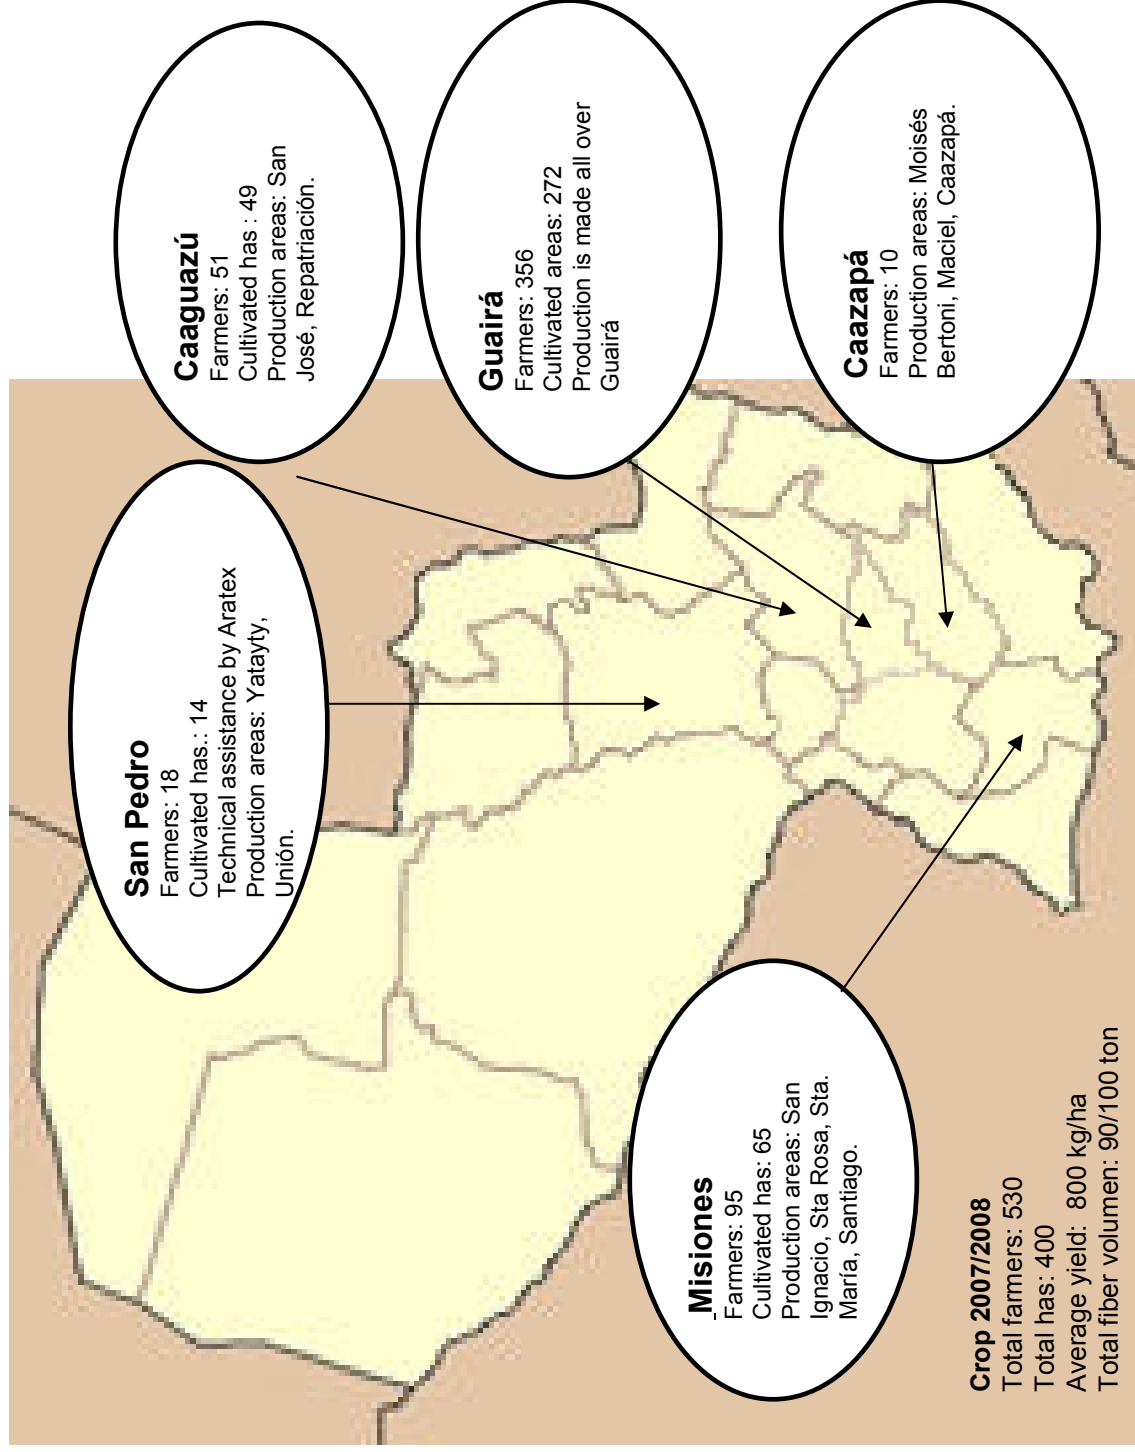 San Pedro
Farmers: 18
Cultivated has.: 14
Technical assistance by Aratex
Production areas: Yatayty,
Unión.
Caaguazú
Farmers: 51
Cultivated has : 49
Production areas: San
José, Repatriación.
Guairá
Farmers: 356
Cultivated areas: 272
Production is made all over
Guairá
Caazapá
Farmers: 10
Production areas: Moisés
Bertoni, Maciel, Caazapá.
Misiones
Farmers: 95
Cultivated has: 65
Production areas: San
Ignacio, Sta Rosa, Sta.
María, Santiago.
Crop 2007/2008
Total farmers: 530
Total has: 400
Average yield: 800 kg/ha
Total fiber volumen: 90/100 ton